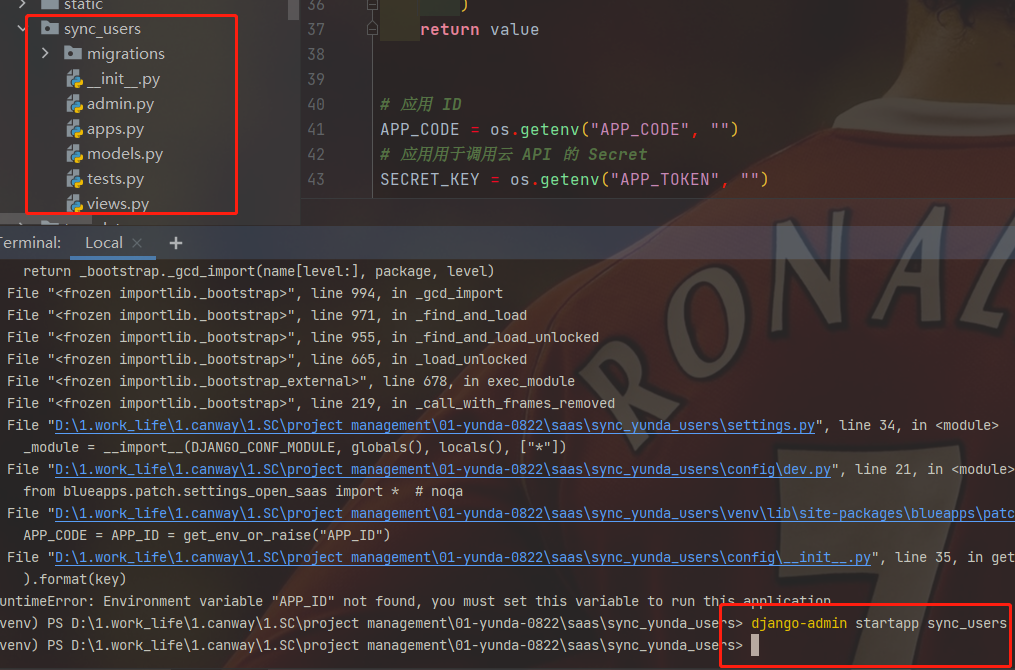 static
sync_users
migrations
__init__.py
admin.py
apps.py
models.py
tests.py
views.py
36 )
37 return value
38
39
40 # 应用 ID
41 APP_CODE = os.getenv("APP_CODE", "")
42 # 应用用于调用云 API 的 Secret
43 SECRET_KEY = os.getenv("APP_TOKEN", "")
Terminal: Local × +
return _bootstrap._gcd_import(name[level:], package, level)
File "<frozen importlib._bootstrap>", line 994, in _gcd_import
File "<frozen importlib._bootstrap>", line 971, in _find_and_load
File "<frozen importlib._bootstrap>", line 955, in _find_and_load_unlocked
File "<frozen importlib._bootstrap>", line 665, in _load_unlocked
File "<frozen importlib._bootstrap_external>", line 678, in exec_module
File "<frozen importlib._bootstrap>", line 219, in _call_with_frames_removed
File "D:\1.work_life\1.canway\1.SC\project management\01-yunda-0822\saas\sync_yunda_users\settings.py", line 34, in <module>
_module = __import__(DJANGO_CONF_MODULE, globals(), locals(), ["*"])
File "D:\1.work_life\1.canway\1.SC\project management\01-yunda-0822\saas\sync_yunda_users\config\dev.py", line 21, in <module>
from blueapps.patch.settings_open_saas import * # noqa
File "D:\1.work_life\1.canway\1.SC\project management\01-yunda-0822\saas\sync_yunda_users\venv\lib\site-packages\blueapps\patc
APP_CODE = APP_ID = get_env_or_raise("APP_ID")
File "D:\1.work_life\1.canway\1.SC\project management\01-yunda-0822\saas\sync_yunda_users\config\__init__.py", line 35, in get
).format(key)
untimeError: Environment variable "APP_ID" not found, you must set this variable to run this application
venv) PS D:\1.work_life\1.canway\1.SC\project management\01-yunda-0822\saas\sync_yunda_users> django-admin startapp sync_users
venv) PS D:\1.work_life\1.canway\1.SC\project management\01-yunda-0822\saas\sync_yunda_users>
RONAL
7